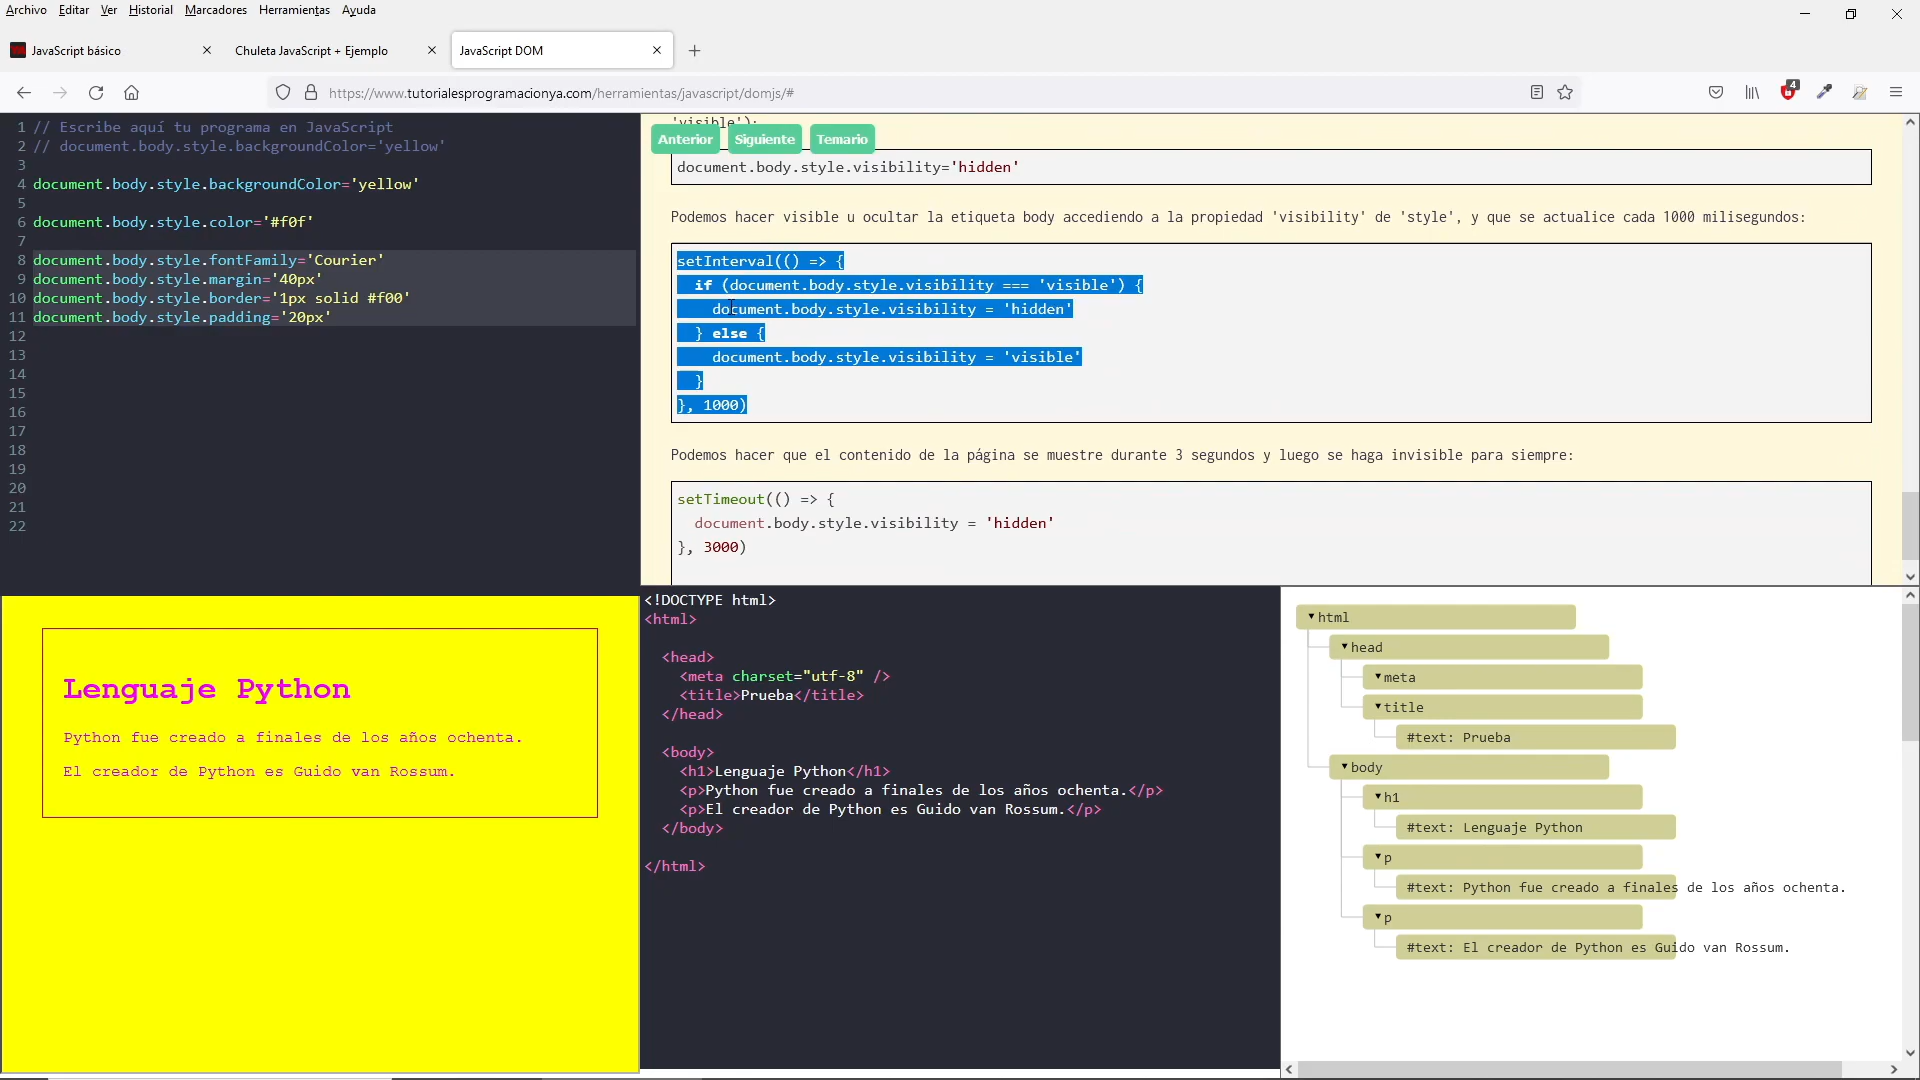 Archivo Editar Ver Historial Marcadores Herramientas Ayuda
JavaScript básico
Chuleta JavaScript + Ejemplo
JavaScript DOM
https://www.tutorialesprogramacionya.com/herramientas/javascript/domjs/#
4
1 // Escribe aquí tu programa en JavaScript
2 // document.body.style.backgroundColor='yellow'
3
4 document.body.style.backgroundColor='yellow'
5
6 document.body.style.color='#f0f'
7
8 document.body.style.fontFamily='Courier'
9 document.body.style.margin='40px'
10 document.body.style.border='1px solid #f00'
11 document.body.style.padding='20px'
12
13
14
15
16
17
18
19
20
21
22
'visible'):
Anterior Siguiente Temario
document.body.style.visibility='hidden'
Podemos hacer visible u ocultar la etiqueta body accediendo a la propiedad 'visibility' de 'style', y que se actualice cada 1000 milisegundos:
setInterval(() => {
  if (document.body.style.visibility === 'visible') {
    document.body.style.visibility = 'hidden'
  } else {
    document.body.style.visibility = 'visible'
  }
}, 1000)
Podemos hacer que el contenido de la página se muestre durante 3 segundos y luego se haga invisible para siempre:
setTimeout(() => {
  document.body.style.visibility = 'hidden'
}, 3000)
Lenguaje Python
Python fue creado a finales de los años ochenta.
El creador de Python es Guido van Rossum.
<!DOCTYPE html>
<html>
  <head>
    <meta charset="utf-8" />
    <title>Prueba</title>
  </head>
  <body>
    <h1>Lenguaje Python</h1>
    <p>Python fue creado a finales de los años ochenta.</p>
    <p>El creador de Python es Guido van Rossum.</p>
  </body>
</html>
html
head
meta
title
#text: Prueba
body
h1
#text: Lenguaje Python
p
#text: Python fue creado a finales de los años ochenta.
p
#text: El creador de Python es Guido van Rossum.